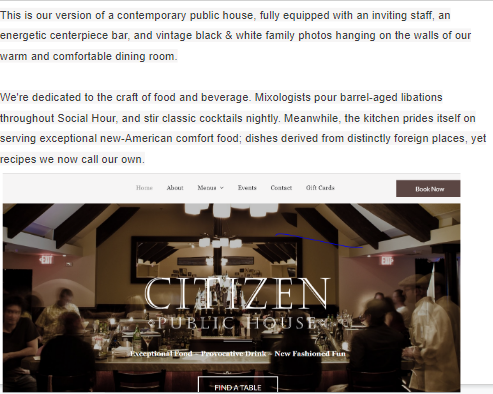 This is our version of a contemporary public house, fully equipped with an inviting staff, an
energetic centerpiece bar, and vintage black & white family photos hanging on the walls of our
warm and comfortable dining room.
We're dedicated to the craft of food and beverage. Mixologists pour barrel-aged libations
throughout Social Hour, and stir classic cocktails nightly. Meanwhile, the kitchen prides itself on
serving exceptional new-American comfort food; dishes derived from distinctly foreign places, yet
recipes we now call our own.
Home About Menus Events Contact Gift Cards Book Now
EXIT EXIT
CITIZEN
PUBLIC HOUSE
Exceptional Food ~ Provocative Drink ~ New Fashioned Fun
FIND A TABLE